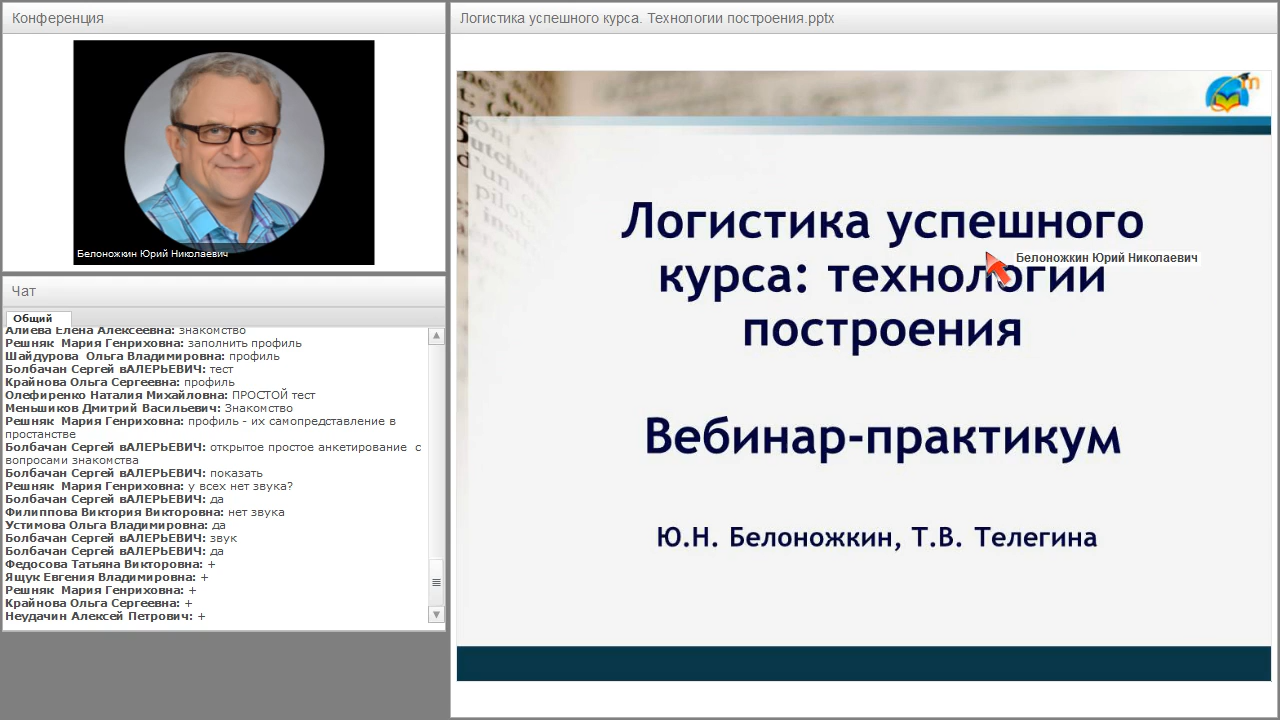 Конференция
Белоножкин Юрий Николаевич
Чат
Общий
Алиева Елена Алексеевна: знакомство
Решняк Мария Генриховна: заполнить профиль
Шайдурова Ольга Владимировна: профиль
Болбачан Сергей вАЛЕРЬЕВИЧ: тест
Крайнова Ольга Сергеевна: профиль
Олефиренко Наталия Михайловна: ПРОСТОЙ тест
Меньшиков Дмитрий Васильевич: Знакомство
Решняк Мария Генриховна: профиль - их самопредставление в
простанстве
Болбачан Сергей вАЛЕРЬЕВИЧ: открытое простое анкетирование с
вопросами знакомства
Болбачан Сергей вАЛЕРЬЕВИЧ: показать
Решняк Мария Генриховна: у всех нет звука?
Болбачан Сергей вАЛЕРЬЕВИЧ: да
Филиппова Виктория Викторовна: нет звука
Устимова Ольга Владимировна: да
Болбачан Сергей вАЛЕРЬЕВИЧ: звук
Болбачан Сергей вАЛЕРЬЕВИЧ: да
Федосова Татьяна Викторовна: +
Ящук Евгения Владимировна: +
Решняк Мария Генриховна: +
Крайнова Ольга Сергеевна: +
Неудачин Алексей Петрович: +
Логистика успешного курса. Технологии построения.pptx
Логистика успешного
курса: технологии
построения
Белоножкин Юрий Николаевич
Вебинар-практикум
Ю.Н. Белоножкин, Т.В. Телегина